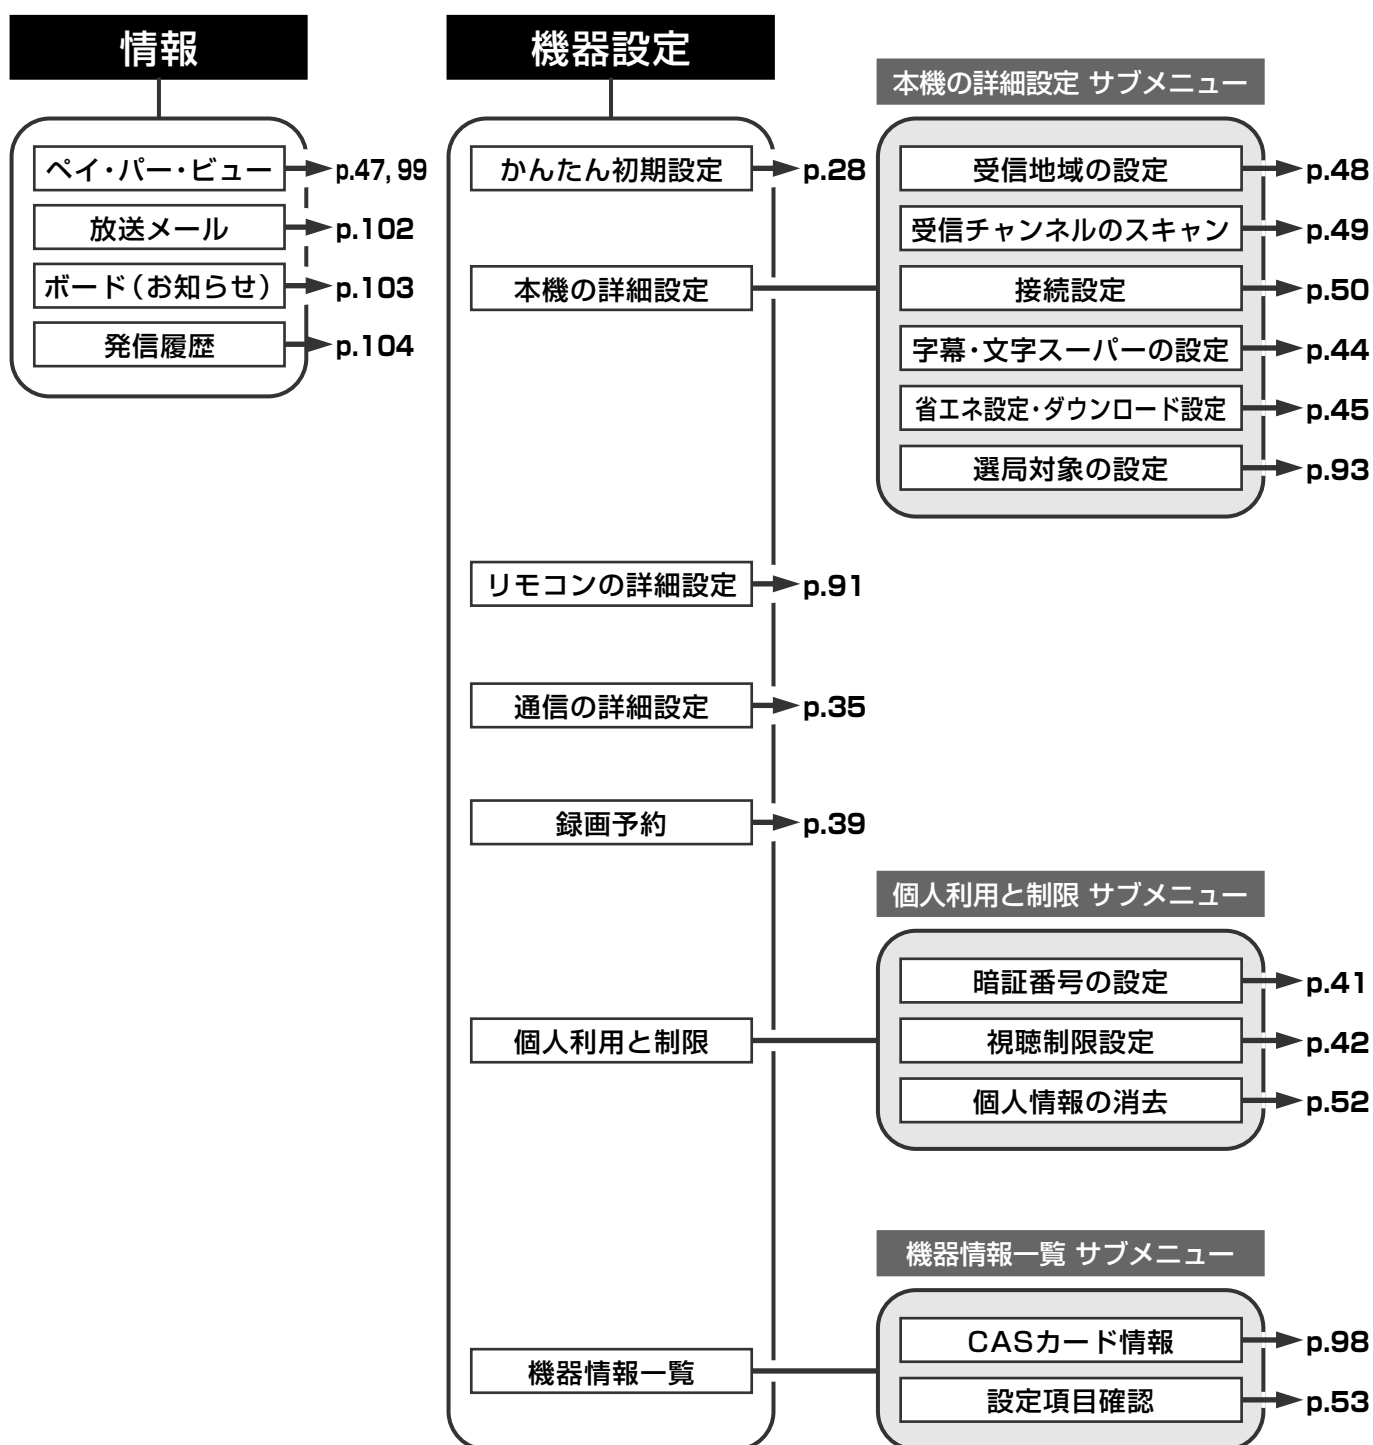 情報
ペイ・パー・ビュー p.47, 99
放送メール p.102
ボード（お知らせ） p.103
発信履歴 p.104
機器設定
かんたん初期設定 p.28
本機の詳細設定
本機の詳細設定 サブメニュー
受信地域の設定 p.48
受信チャンネルのスキャン p.49
接続設定 p.50
字幕・文字スーパーの設定 p.44
省エネ設定・ダウンロード設定 p.45
選局対象の設定 p.93
リモコンの詳細設定 p.91
通信の詳細設定 p.35
録画予約 p.39
個人利用と制限
個人利用と制限 サブメニュー
暗証番号の設定 p.41
視聴制限設定 p.42
個人情報の消去 p.52
機器情報一覧
機器情報一覧 サブメニュー
CASカード情報 p.98
設定項目確認 p.53